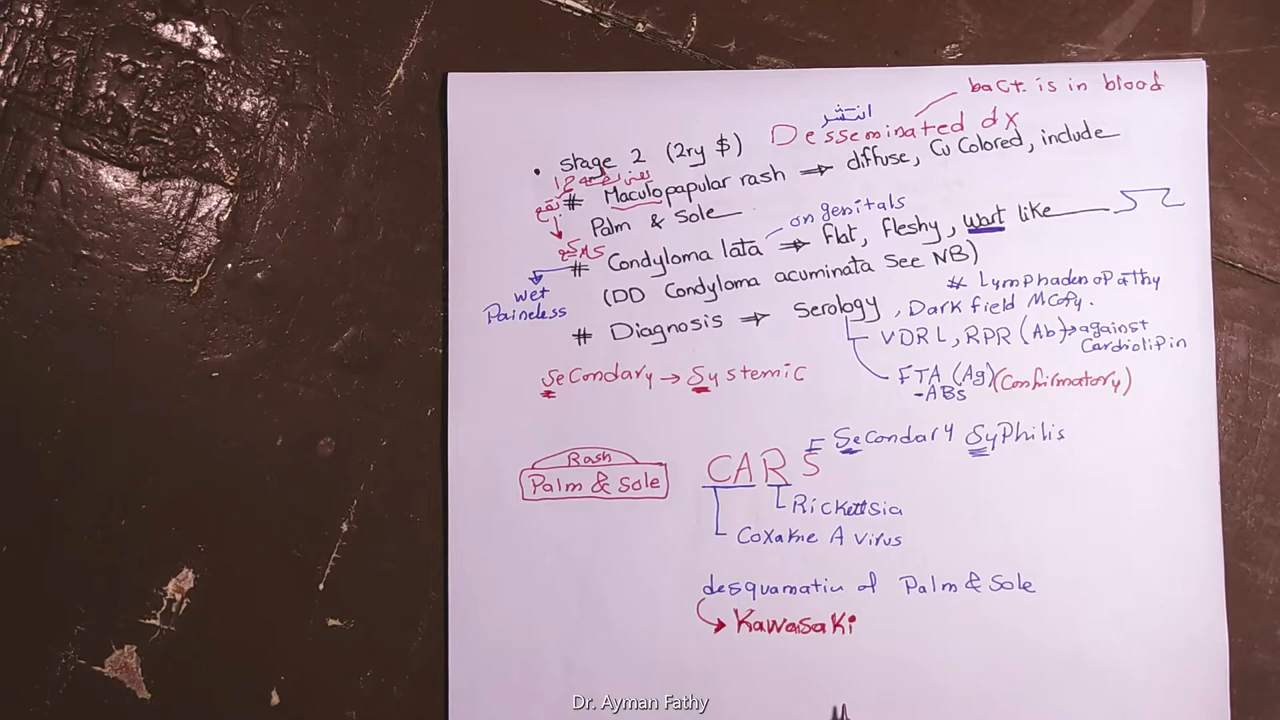 bact. is in blood
انتشر
• stage 2 (2ry $) Desseminated dx
# Maculopapular rash ⇒ diffuse, Cu Colored, include
Palm & Sole
on genitals
# Condyloma lata ⇒ flat, fleshy, wart like
wet
Paineless
(DD Condyloma acuminata See NB)
# Lymphadenopathy
# Diagnosis ⇒ Serology, Dark field Mcopy.
VDRL, RPR (Ab) → against
Cardiolipin
FTA (Ag) (Confirmatory)
-ABS
Secondary → Systemic
Secondary Syphilis
Rash
Palm & Sole
CARS
Rickettsia
Coxakie A virus
desquamatiu of Palm & Sole
Kawasaki
Dr. Ayman Fathy